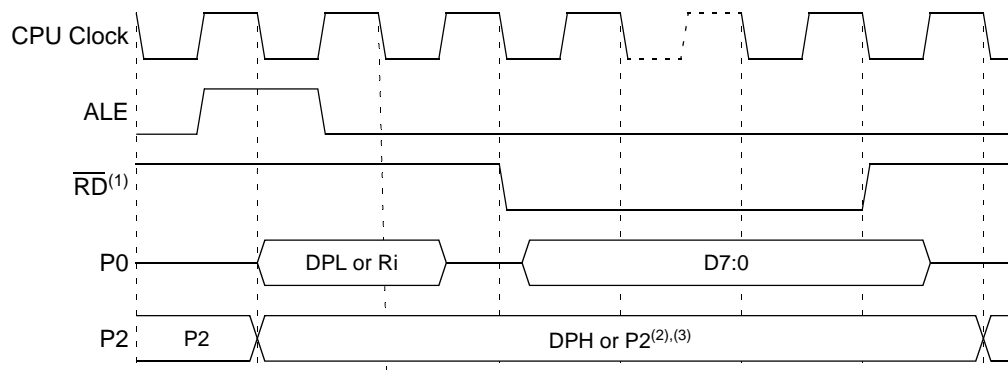 CPU Clock
ALE
RD(1)
P0 DPL or Ri D7:0
P2 P2 DPH or P2(2),(3)